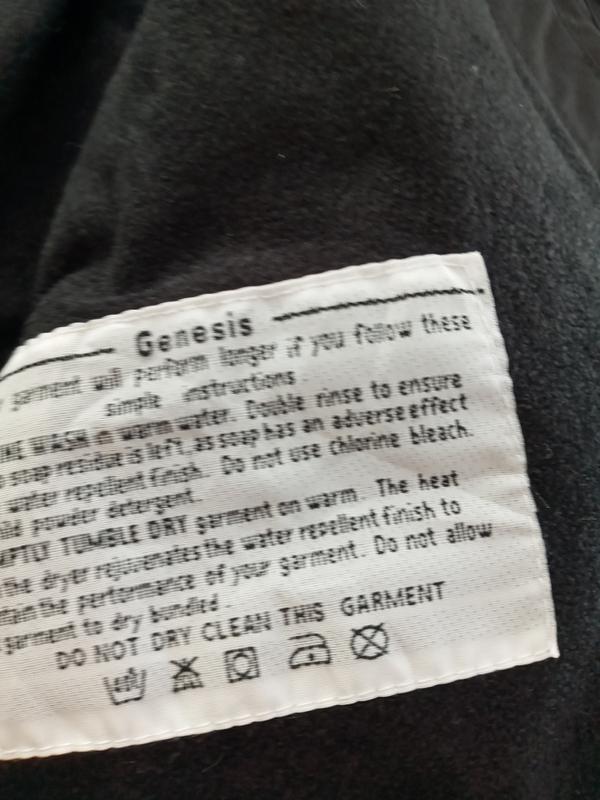 Genesis
garment will perform longer if you follow these
simple instructions.
WASH in warm water. Double rinse to ensure
soap residue is left, as soap has an adverse effect
water repellent finish. Do not use chlorine bleach.
powder detergent.
TUMBLE DRY garment on warm. The heat
the dryer rejuvenates the water repellent finish to
the performance of your garment. Do not allow
garment to dry bundled.
DO NOT DRY CLEAN THIS GARMENT